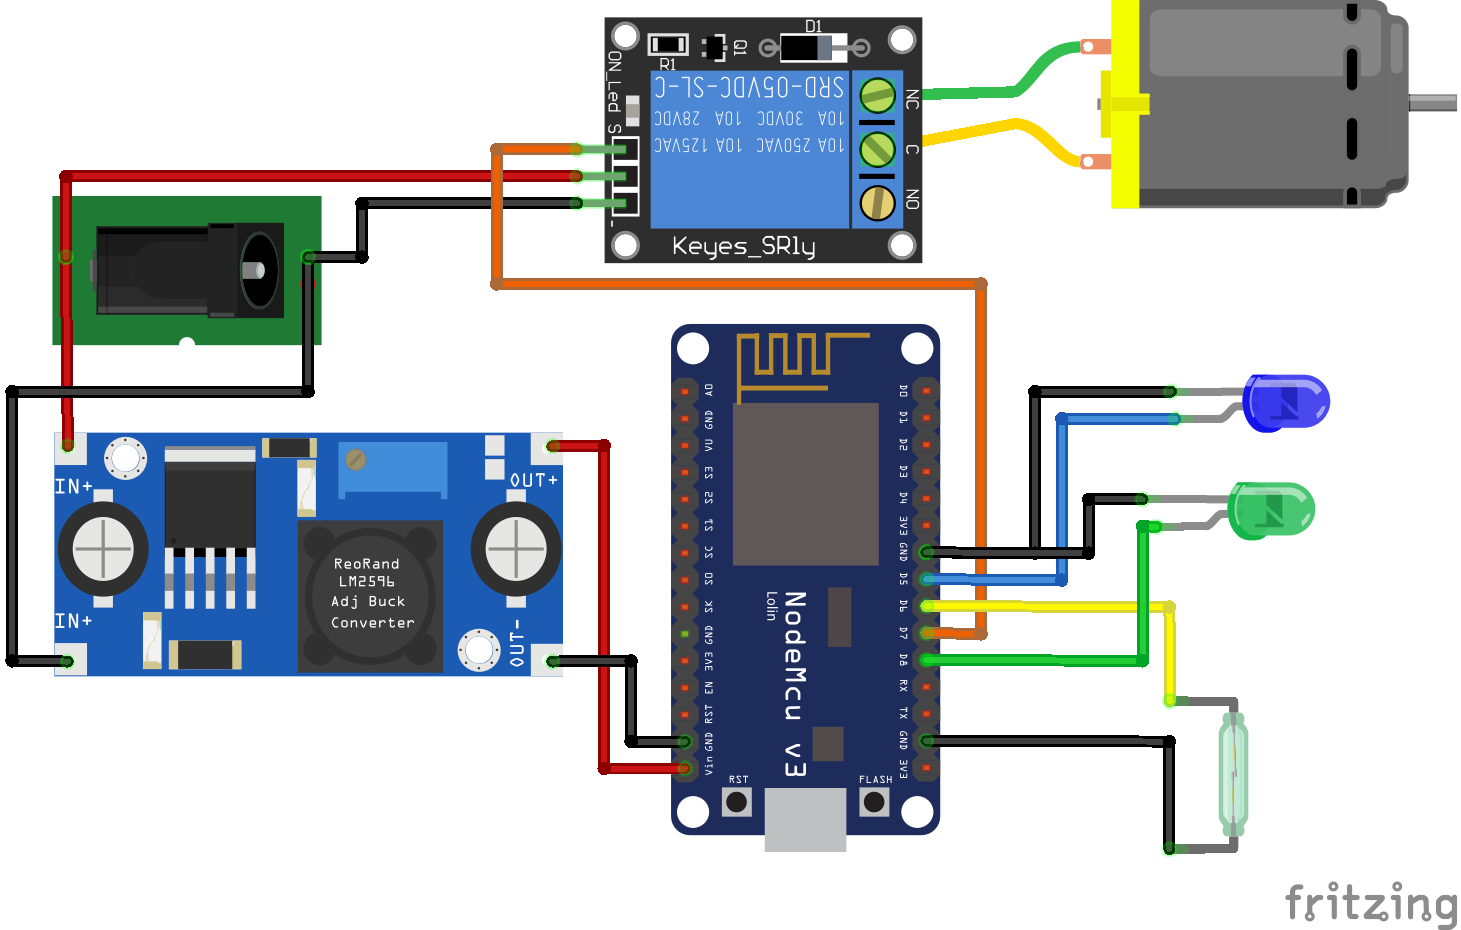 D1
Q1
R1
ON_Led
S
-
SRD-05VDC-SL-C
10A 30VDC 10A 28VDC
10A 250VAC 10A 125VAC
NC
C
NO
Keyes_SRly
IN+
IN+
OUT+
OUT-
ReoRand
LM2596
Adj Buck
Converter
A0
GND
VU
S3
S2
S1
SC
SO
SK
GND
3V3
EN
RST
GND
Vin
D0
D1
D2
D3
D4
3V3
GND
D5
D6
D7
D8
RX
TX
GND
3V3
NodeMcu v3
Lolin
RST
FLASH
fritzing